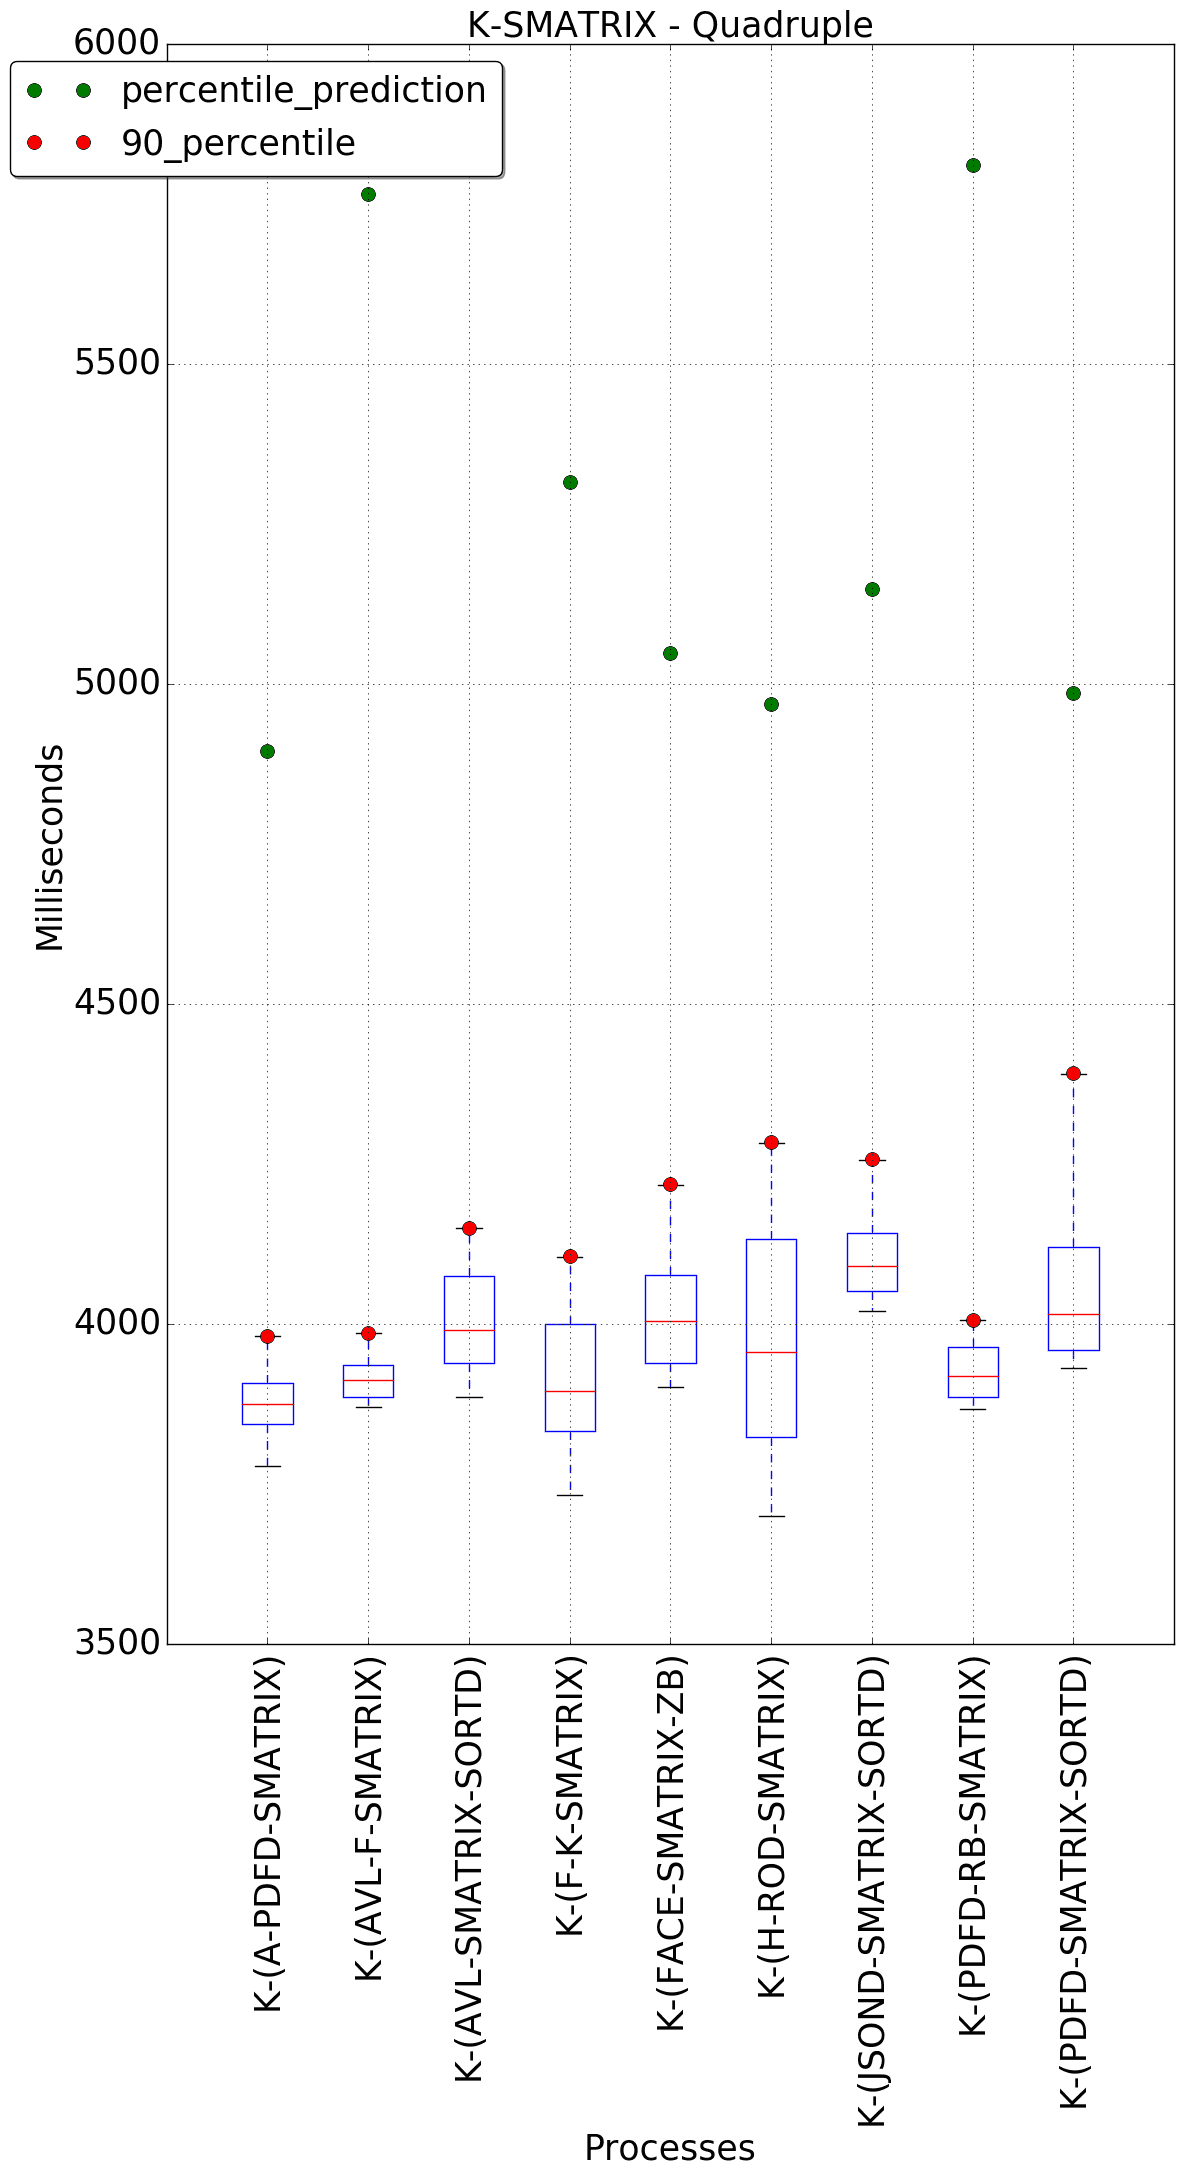 K-SMATRIX - Quadruple
percentile_prediction
90_percentile
6000
5500
5000
4500
4000
3500
Milliseconds
K-(A-PDFD-SMATRIX)
K-(AVL-F-SMATRIX)
K-(AVL-SMATRIX-SORTD)
K-(F-K-SMATRIX)
K-(FACE-SMATRIX-ZB)
K-(H-ROD-SMATRIX)
K-(JSOND-SMATRIX-SORTD)
K-(PDFD-RB-SMATRIX)
K-(PDFD-SMATRIX-SORTD)
Processes